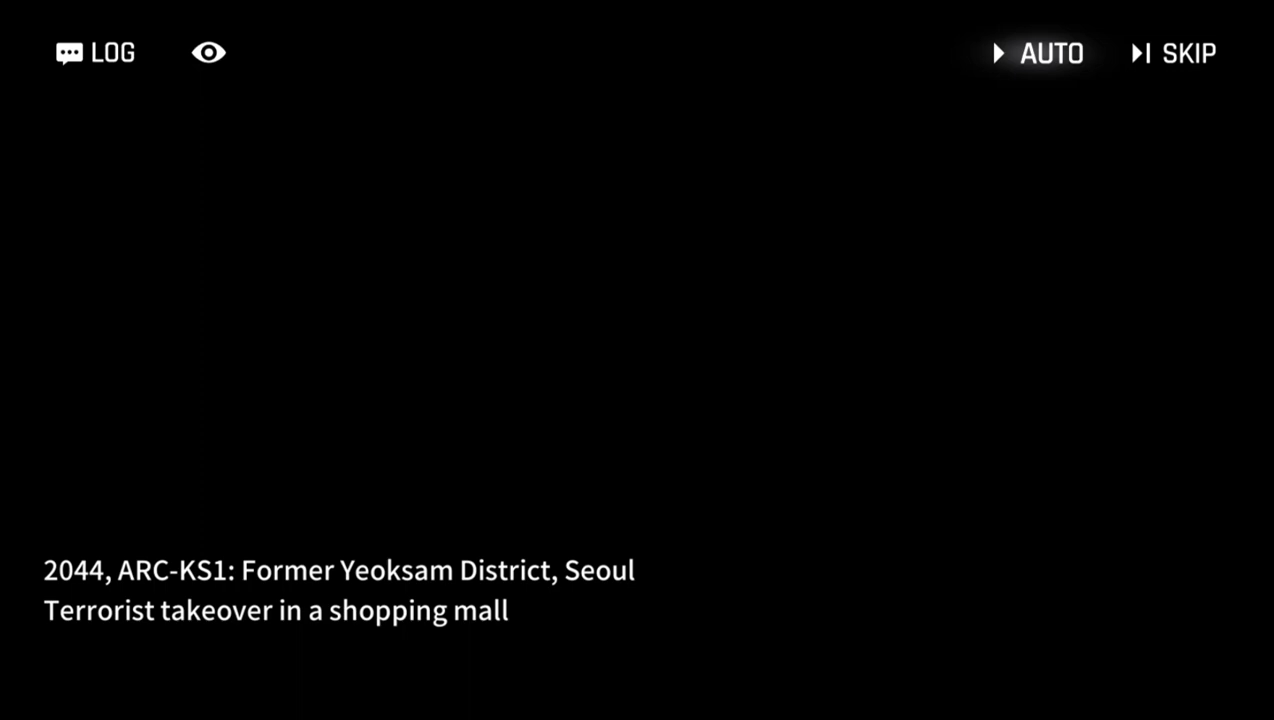 LOG
AUTO
SKIP
2044, ARC-KS1: Former Yeoksam District, Seoul
Terrorist takeover in a shopping mall